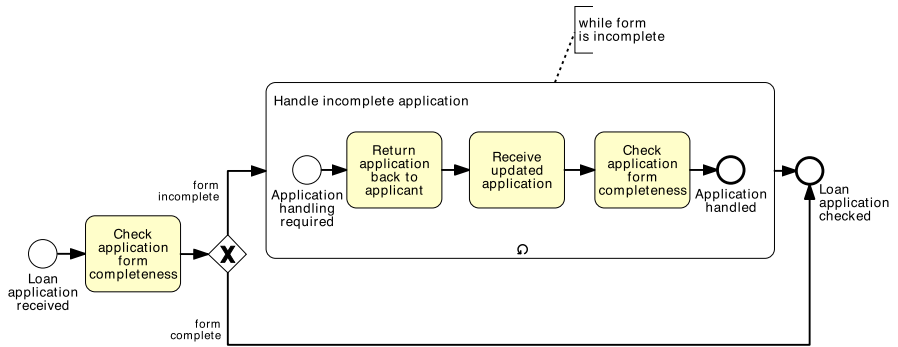 while form
is incomplete
Handle incomplete application
Return
application
back to
applicant
Receive
updated
application
Check
application
form
completeness
Application
handling
required
Application
handled
Loan
application
checked
form
incomplete
Check
application
form
completeness
X
Loan
application
received
form
complete